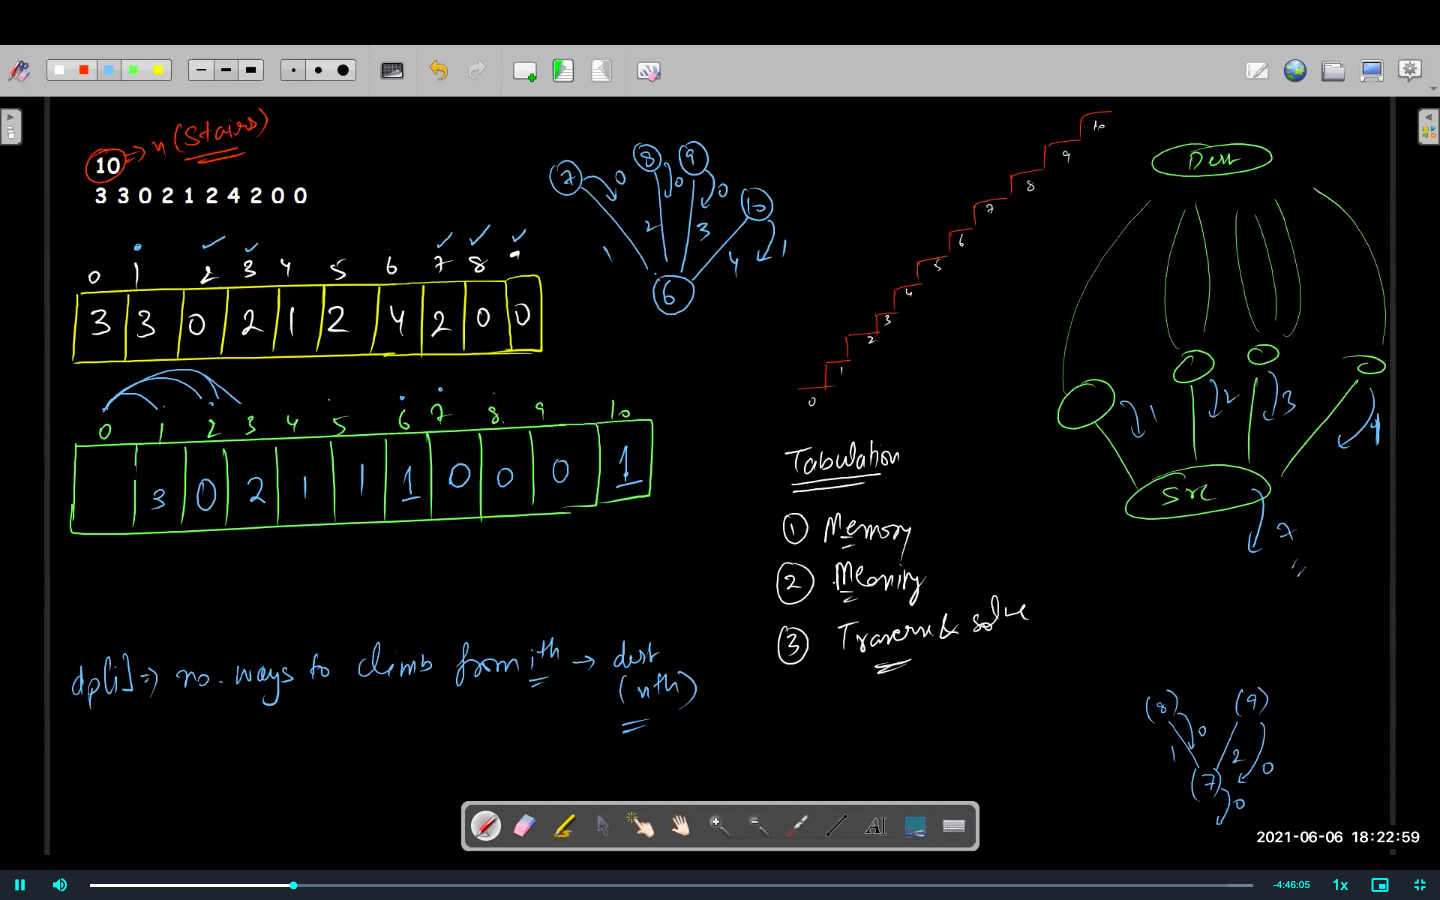 10 → n (Stairs)
3 3 0 2 1 2 4 2 0 0
0 1 2 3 4 5 6 7 8 9
3 3 0 2 1 2 4 2 0 0
0 1 2 3 4 5 6 7 8 9 10
3 0 2 1 1 1 0 0 0 1
dp[i] => no. ways to climb from ith → dest
(nth)
7 0 8 0 9 0 10 1
1 2 3 4
6
10
9
8
7
6
5
4
3
2
1
0
Tabulation
1 Memory
2 Meaning
3 Traverse & solve
Dest
1 2 3 4
Src
7
(8) 0 (9)
1 2 0
(7) 0
AI
2021-06-06 18:22:59
-4:46:05 1x